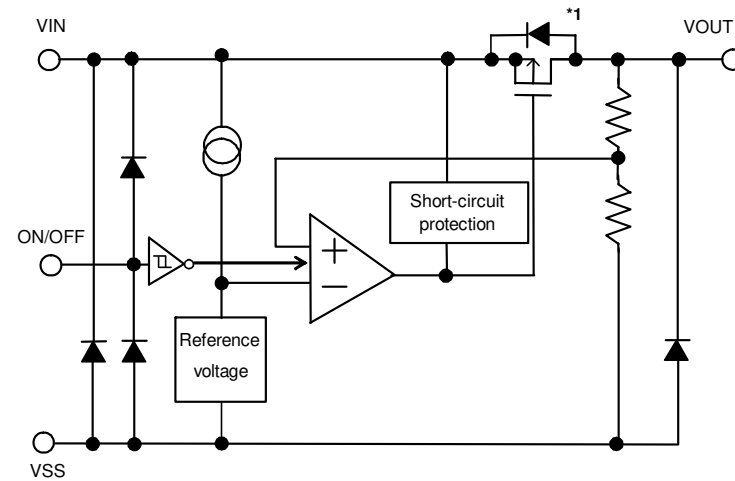 *1
VIN
VOUT
Short-circuit
protection
ON/OFF
+
−
Reference
voltage
VSS